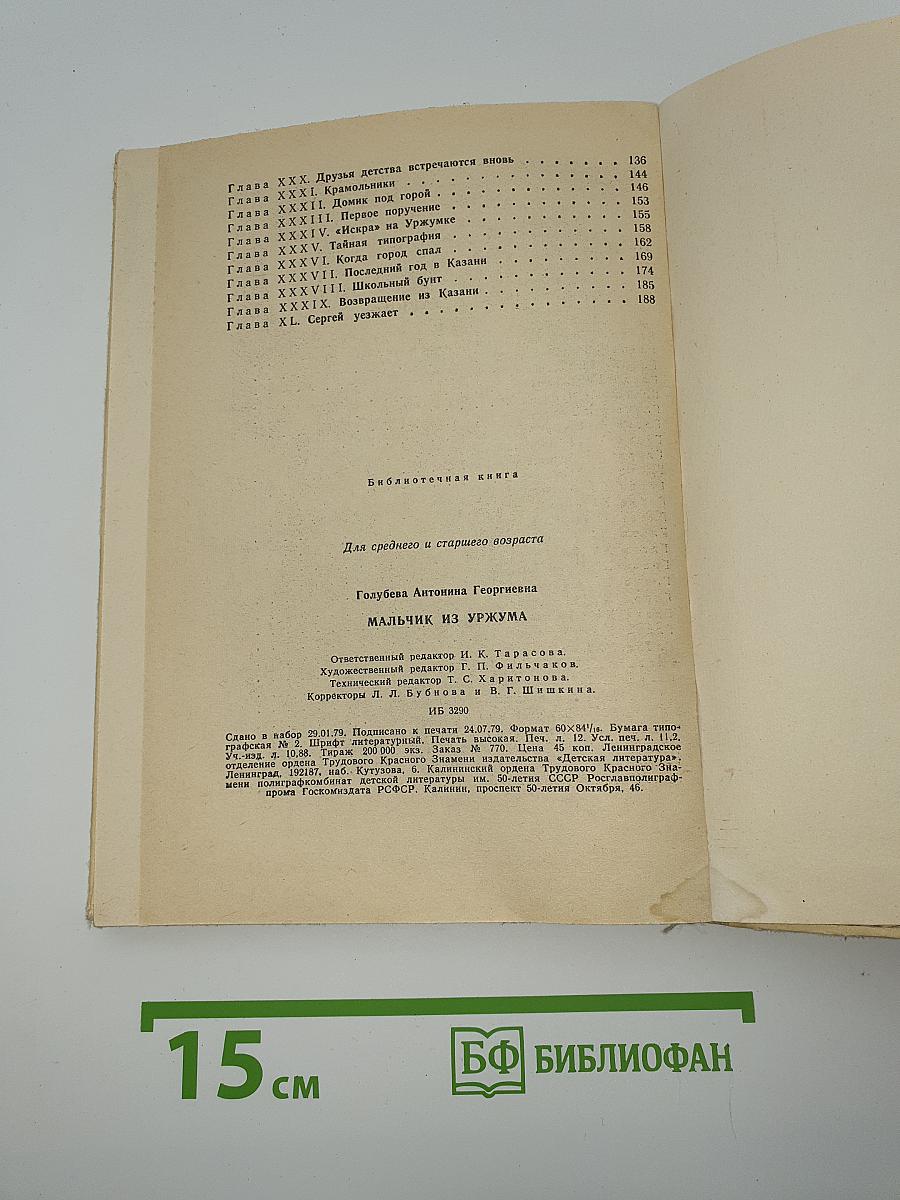 Глава XXX. Друзья детства встречаются вновь . . . . . . . 136
Глава XXXI. Крамольники . . . . . . . . . . . . . . . 144
Глава XXXII. Домик под горой . . . . . . . . . . . . . 146
Глава XXXIII. Первое поручение . . . . . . . . . . . . 153
Глава XXXIV. «Искра» на Уржумке . . . . . . . . . . . 155
Глава XXXV. Тайная типография . . . . . . . . . . . . 158
Глава XXXVI. Когда город спал . . . . . . . . . . . . 162
Глава XXXVII. Последний год в Казани . . . . . . . . . 169
Глава XXXVIII. Школьный бунт . . . . . . . . . . . . . 174
Глава XXXIX. Возвращение из Казани . . . . . . . . . . 185
Глава XL. Сергей уезжает . . . . . . . . . . . . . . . 188
Библиотечная книга
Для среднего и старшего возраста
Голубева Антонина Георгиевна
МАЛЬЧИК ИЗ УРЖУМА
Ответственный редактор И. К. Тарасова.
Художественный редактор Г. П. Фильчаков.
Технический редактор Т. С. Харитонова.
Корректоры Л. Л. Бубнова и В. Г. Шишкина.
ИБ 3290
Сдано в набор 29.01.79. Подписано к печати 24.07.79. Формат 60×84¹/₁₆. Бумага типо-
графская № 2. Шрифт литературный. Печать высокая. Печ. л. 12. Усл. печ. л. 11,2.
Уч.-изд. л. 10,88. Тираж 200 000 экз. Заказ № 770. Цена 45 коп. Ленинградское
отделение ордена Трудового Красного Знамени издательства «Детская литература».
Ленинград, 192187, наб. Кутузова, 6. Калининский ордена Трудового Красного Зна-
мени полиграфкомбинат детской литературы им. 50-летия СССР Росглавполиграф-
прома Госкомиздата РСФСР. Калинин, проспект 50-летия Октября, 46.
15 см
БФ БИБЛИОФАН